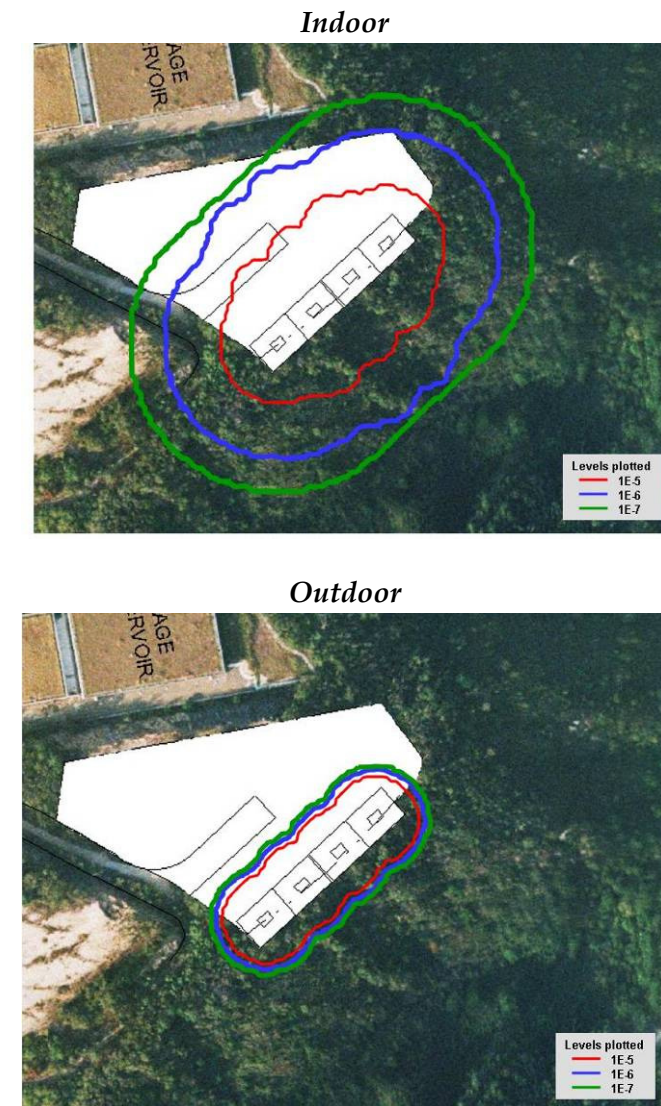 Indoor
AGE
RVOIR
Levels plotted
1E-5
1E-6
1E-7
Outdoor
AGE
RVOIR
Levels plotted
1E-5
1E-6
1E-7